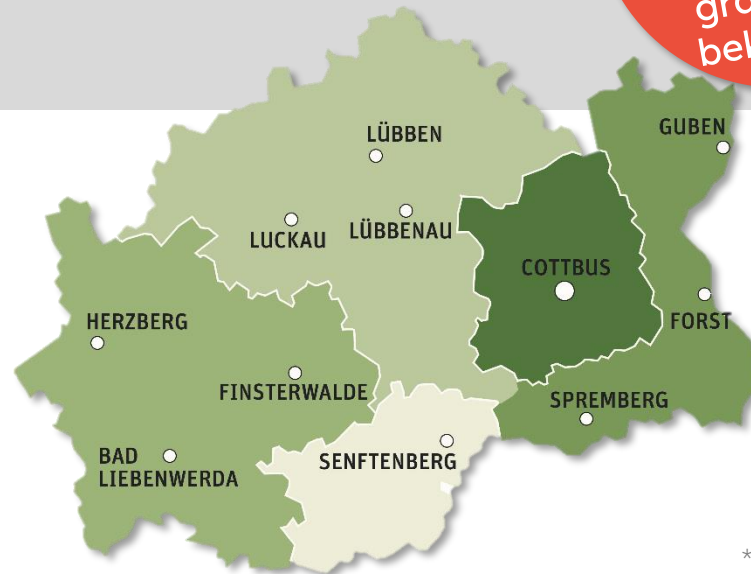 LÜBBEN
GUBEN
LUCKAU
LÜBBENAU
COTTBUS
HERZBERG
FORST
FINSTERWALDE
SPREMBERG
BAD
LIEBENWERDA
SENFTENBERG
*